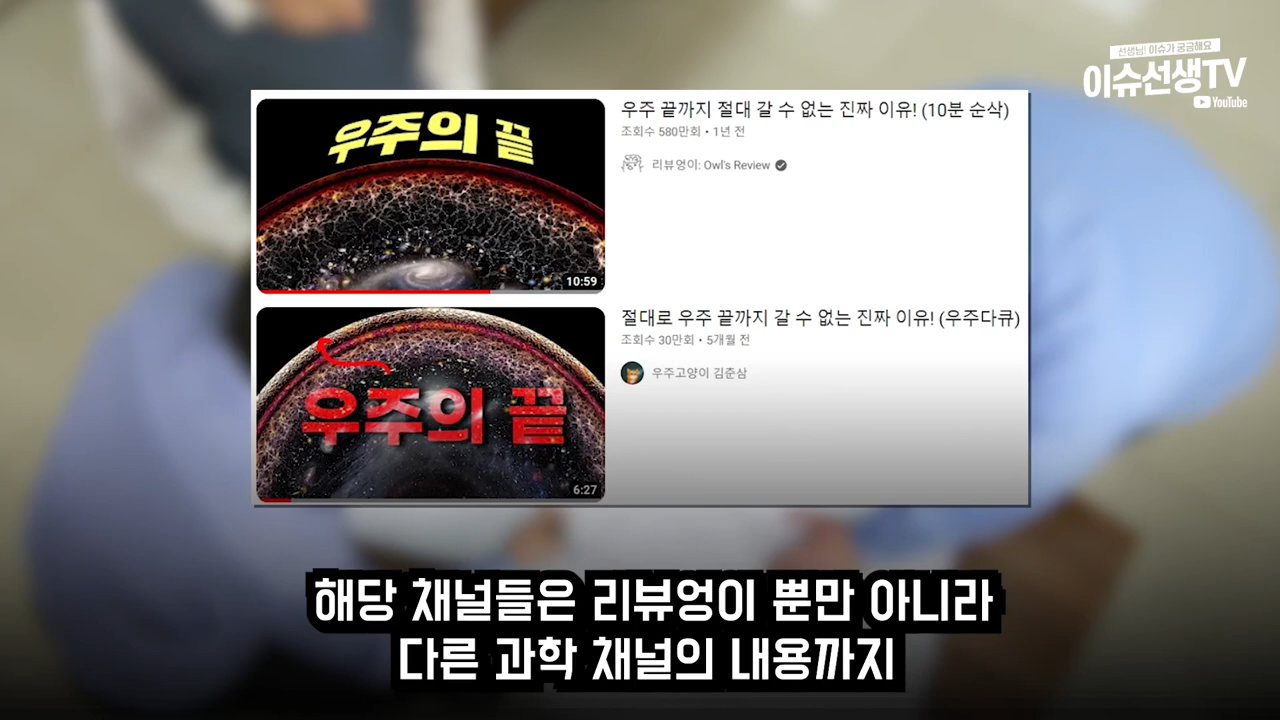 선생님! 이슈가 궁금해요
이슈선생TV
YouTube
우주의 끝
10:59
우주 끝까지 절대 갈 수 없는 진짜 이유! (10분 순삭)
조회수 580만회 • 1년 전
리뷰엉이: Owl's Review
우주의 끝
6:27
절대로 우주 끝까지 갈 수 없는 진짜 이유! (우주다큐)
조회수 30만회 • 5개월 전
우주고양이 김춘삼
해당 채널들은 리뷰엉이 뿐만 아니라
다른 과학 채널의 내용까지